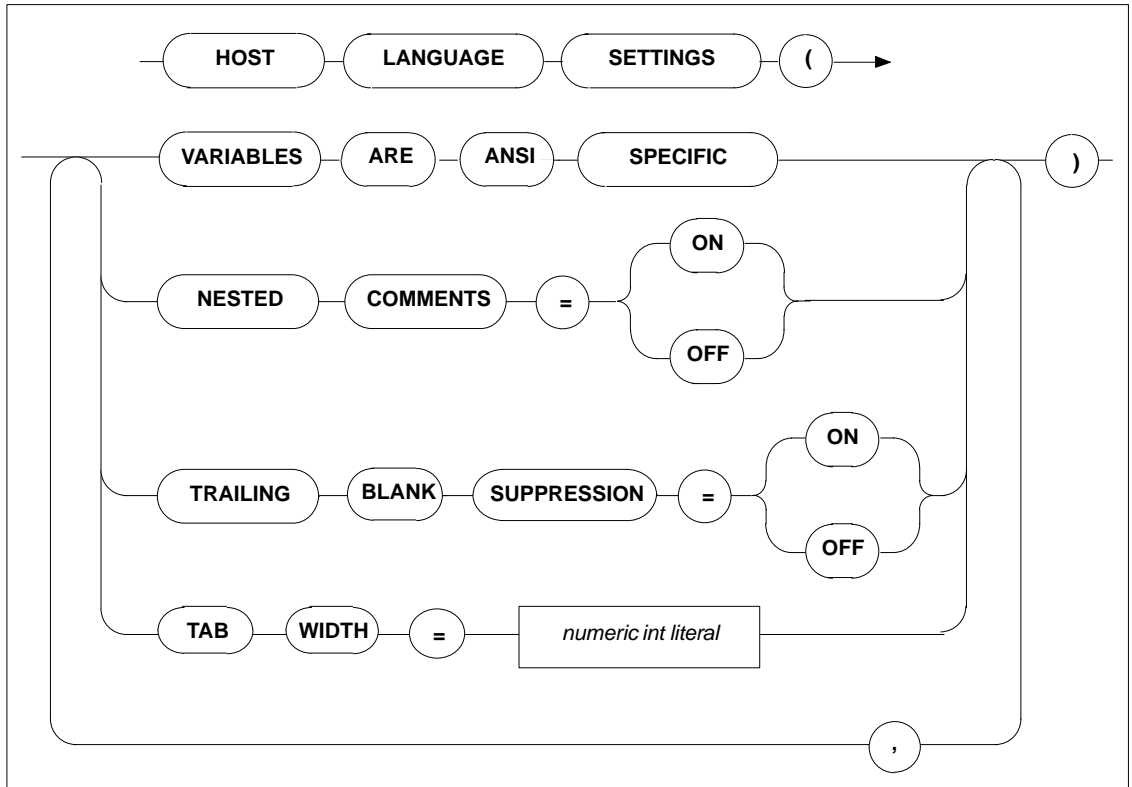 HOST LANGUAGE SETTINGS (
VARIABLES ARE ANSI SPECIFIC )
ON
NESTED COMMENTS =
OFF
ON
TRAILING BLANK SUPPRESSION =
OFF
TAB WIDTH = numeric int literal
,